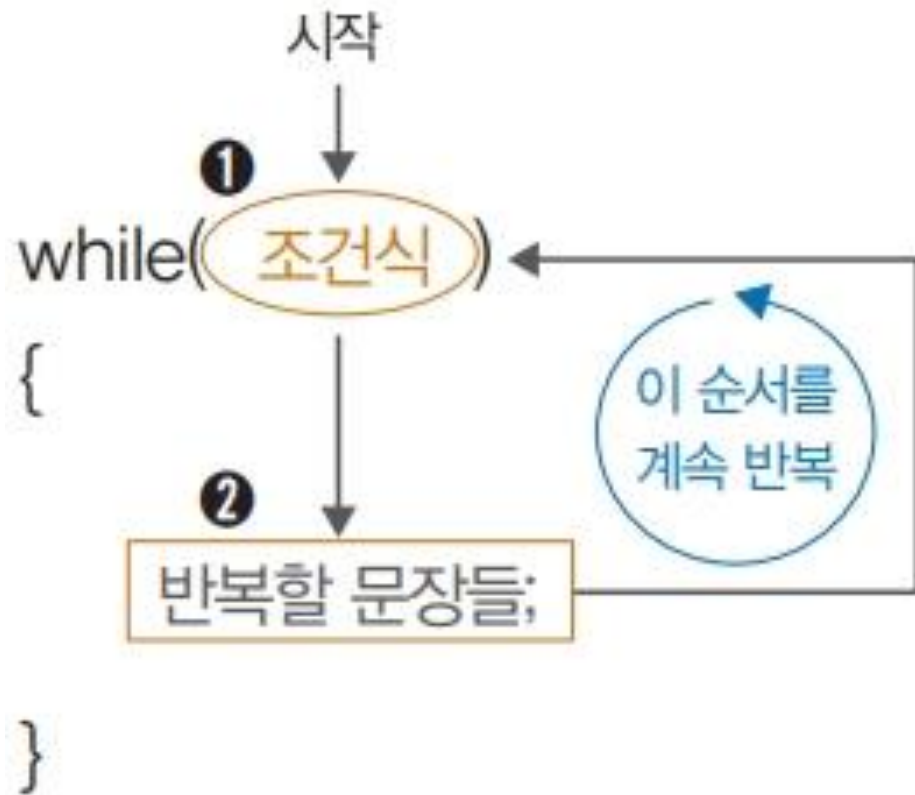 시작
❶
while( 조건식 )
{
이 순서를
계속 반복
❷
반복할 문장들;
}